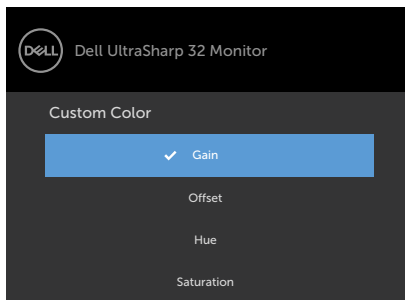 DELL
Dell UltraSharp 32 Monitor
Custom Color
Gain
Offset
Hue
Saturation